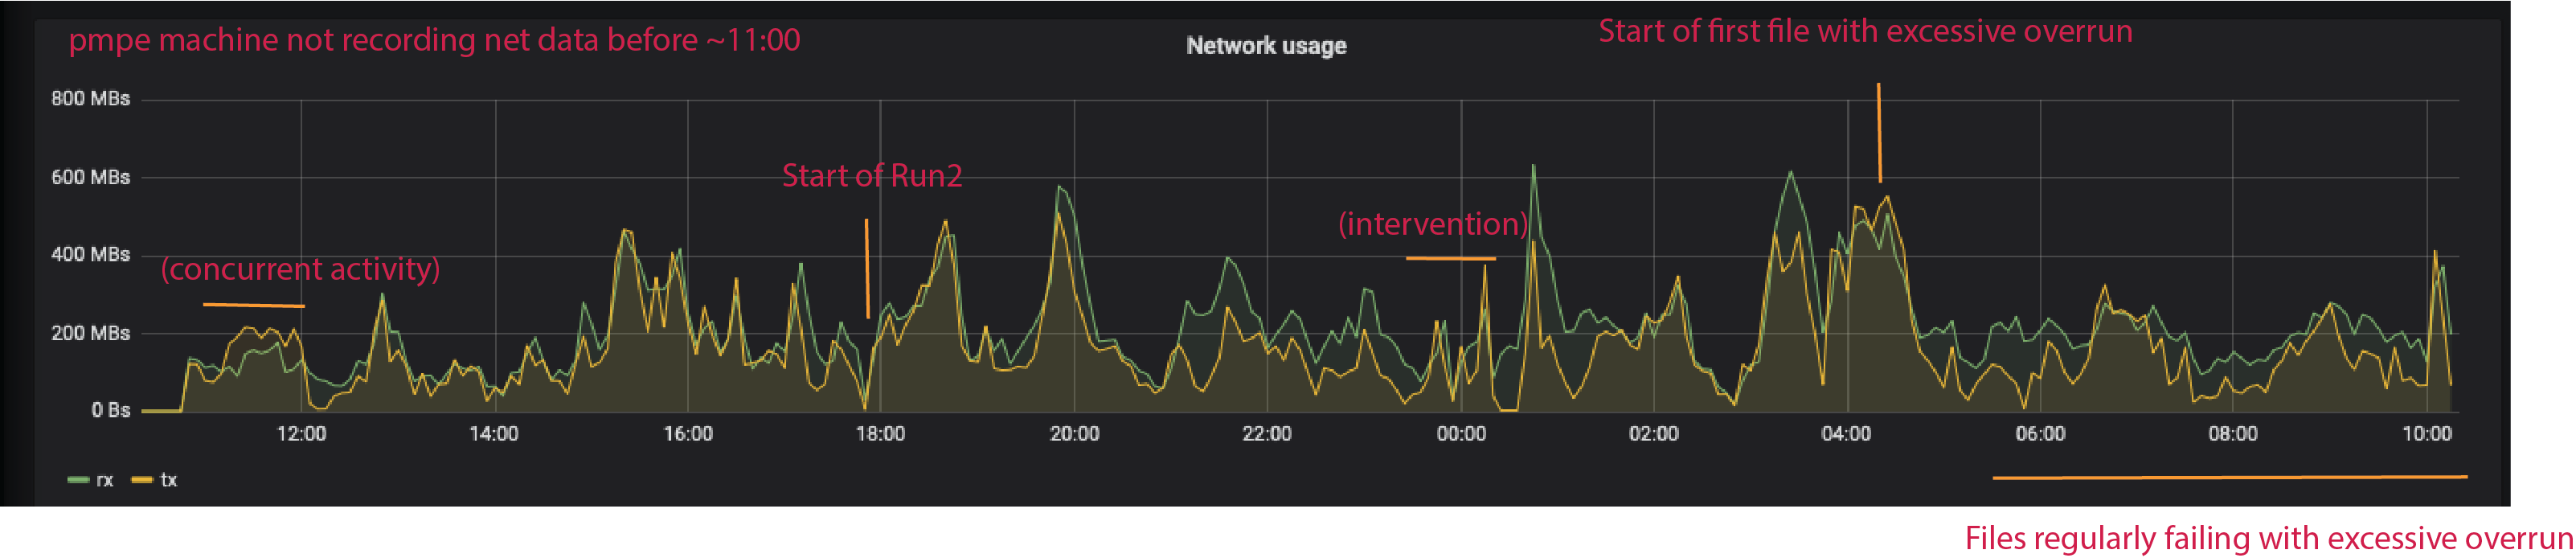 pmpe machine not recording net data before ~11:00
Network usage
Start of first file with excessive overrun
800 MBs
600 MBs
Start of Run2
(intervention)
400 MBs
(concurrent activity)
200 MBs
0 Bs
12:00 14:00 16:00 18:00 20:00 22:00 00:00 02:00 04:00 06:00 08:00 10:00
rx tx
Files regularly failing with excessive overrun